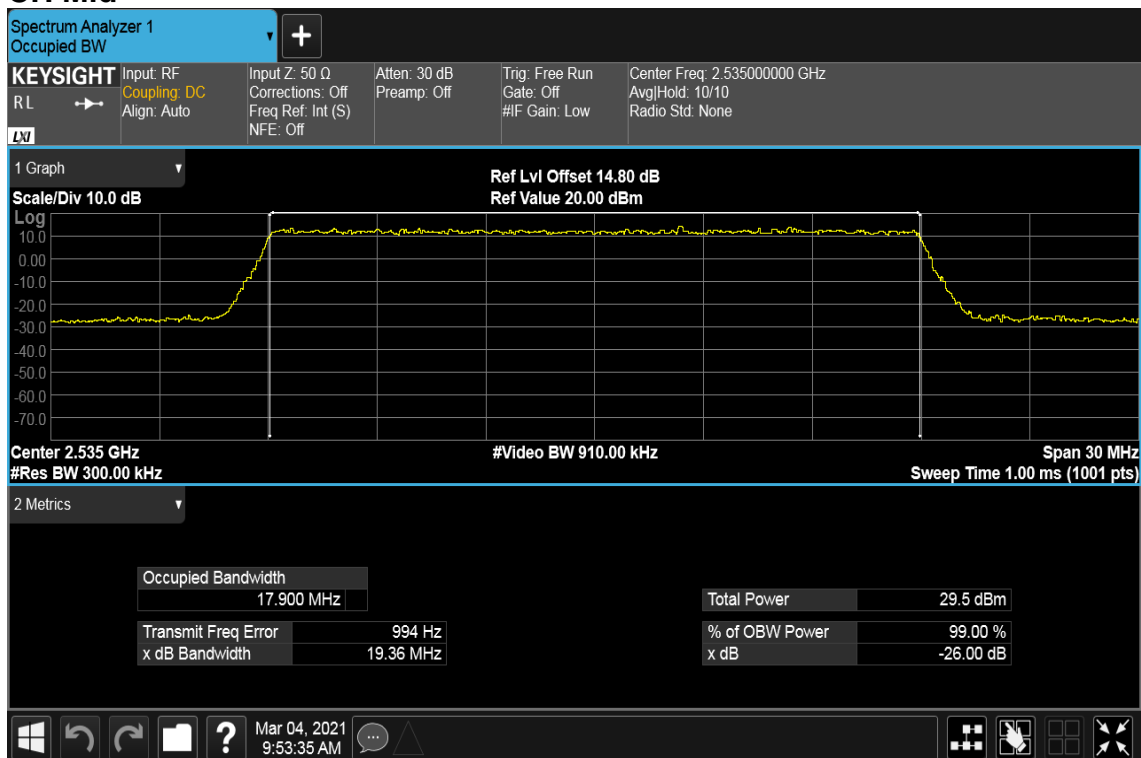 Spectrum Analyzer 1
Occupied BW
KEYSIGHT
R L
LXI
Input: RF
Coupling: DC
Align: Auto
Input Z: 50 Ω
Corrections: Off
Freq Ref: Int (S)
NFE: Off
Atten: 30 dB
Preamp: Off
Trig: Free Run
Gate: Off
#IF Gain: Low
Center Freq: 2.535000000 GHz
Avg|Hold: 10/10
Radio Std: None
1 Graph
Ref Lvl Offset 14.80 dB
Scale/Div 10.0 dB
Ref Value 20.00 dBm
Log
10.0
0.00
-10.0
-20.0
-30.0
-40.0
-50.0
-60.0
-70.0
Center 2.535 GHz
#Video BW 910.00 kHz
Span 30 MHz
#Res BW 300.00 kHz
Sweep Time 1.00 ms (1001 pts)
2 Metrics
Occupied Bandwidth
17.900 MHz
Total Power 29.5 dBm
Transmit Freq Error 994 Hz
% of OBW Power 99.00 %
x dB Bandwidth 19.36 MHz
x dB -26.00 dB
?
Mar 04, 2021
9:53:35 AM